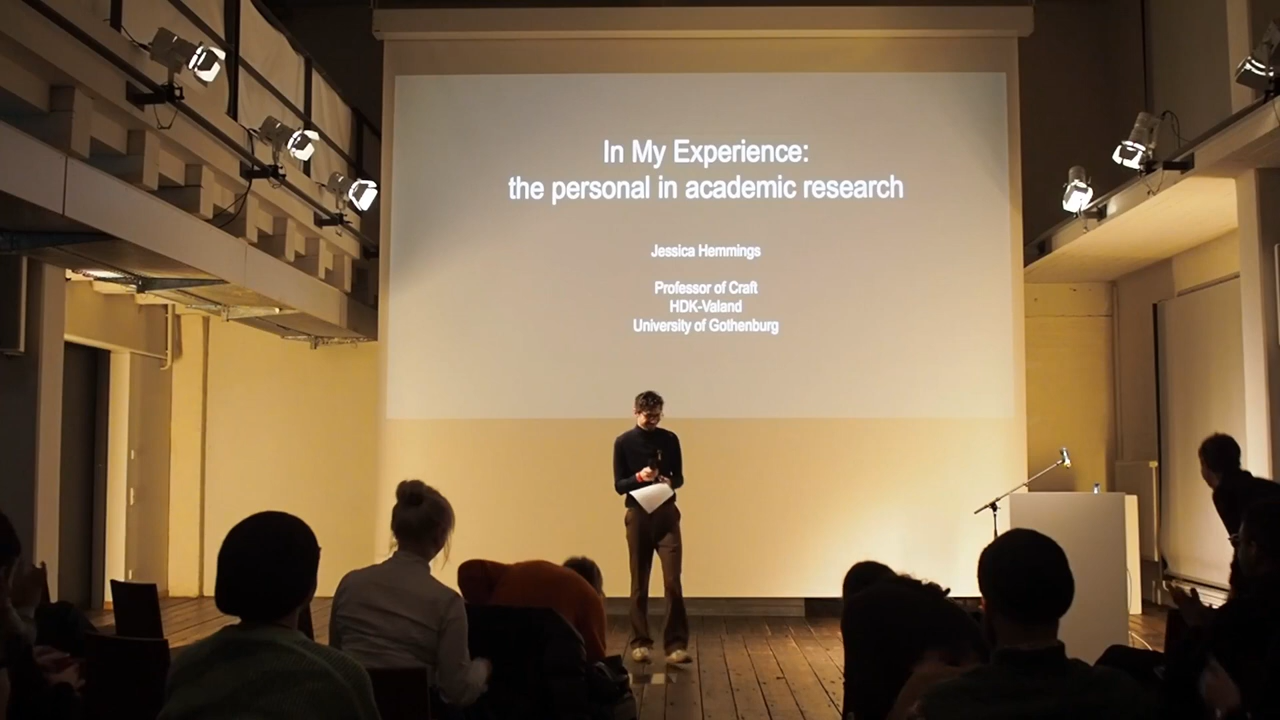 In My Experience:
the personal in academic research
Jessica Hemmings
Professor of Craft
HDK-Valand
University of Gothenburg